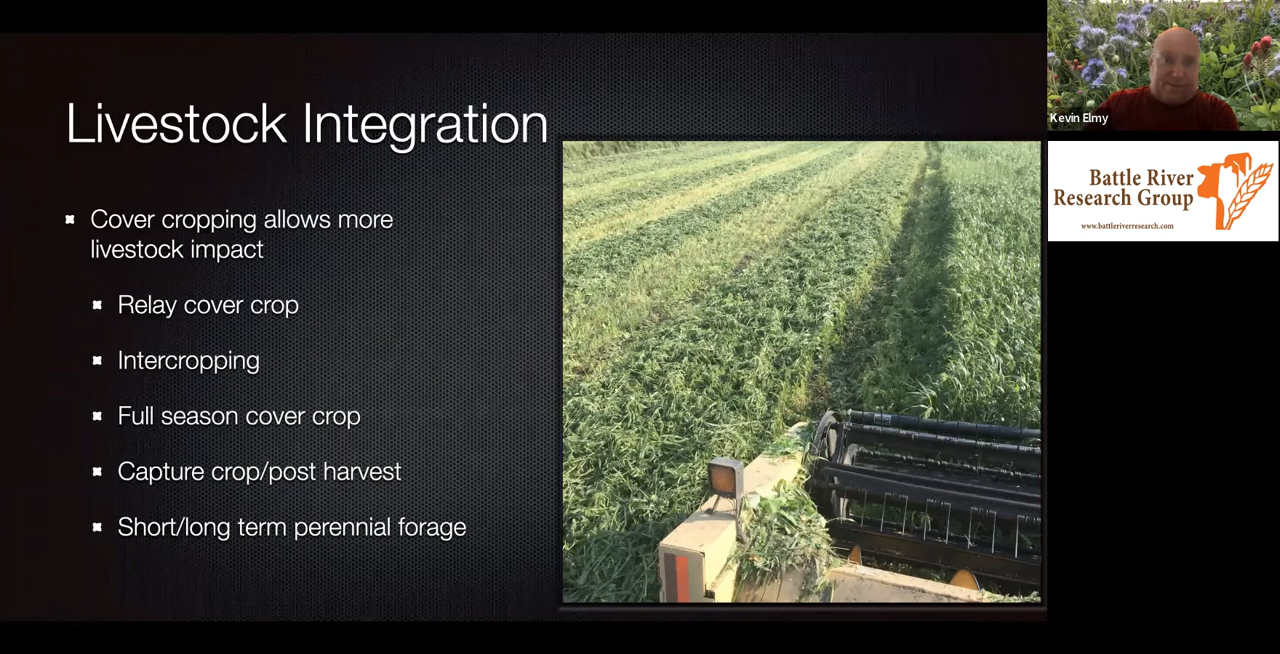 Livestock Integration
Cover cropping allows more
livestock impact
Relay cover crop
Intercropping
Full season cover crop
Capture crop/post harvest
Short/long term perennial forage
Kevin Elmy
Battle River
Research Group
www.battleriverresearch.com